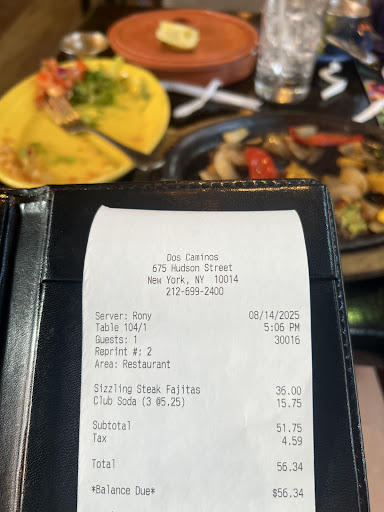 Dos Caminos
675 Hudson Street
New York, NY 10014
212-699-2400
Server: Rony 08/14/2025
Table 104/1 5:06 PM
Guests: 1 30016
Reprint #: 2
Area: Restaurant
Sizzling Steak Fajitas 36.00
Club Soda (3 @5.25) 15.75
Subtotal 51.75
Tax 4.59
Total 56.34
*Balance Due* $56.34